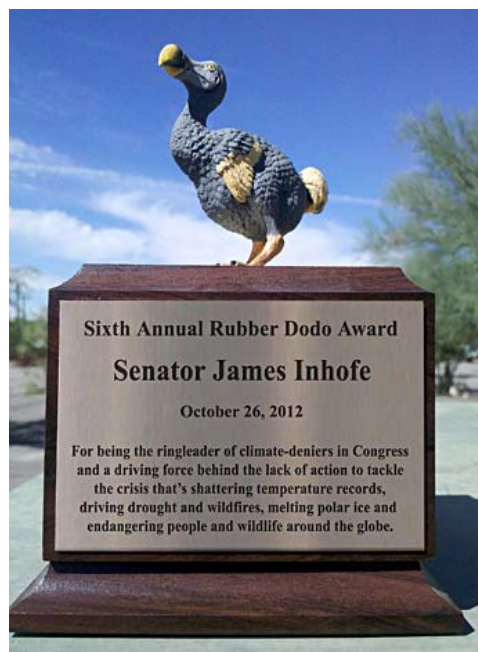 Sixth Annual Rubber Dodo Award
Senator James Inhofe
October 26, 2012
For being the ringleader of climate-deniers in Congress
and a driving force behind the lack of action to tackle
the crisis that's shattering temperature records,
driving drought and wildfires, melting polar ice and
endangering people and wildlife around the globe.